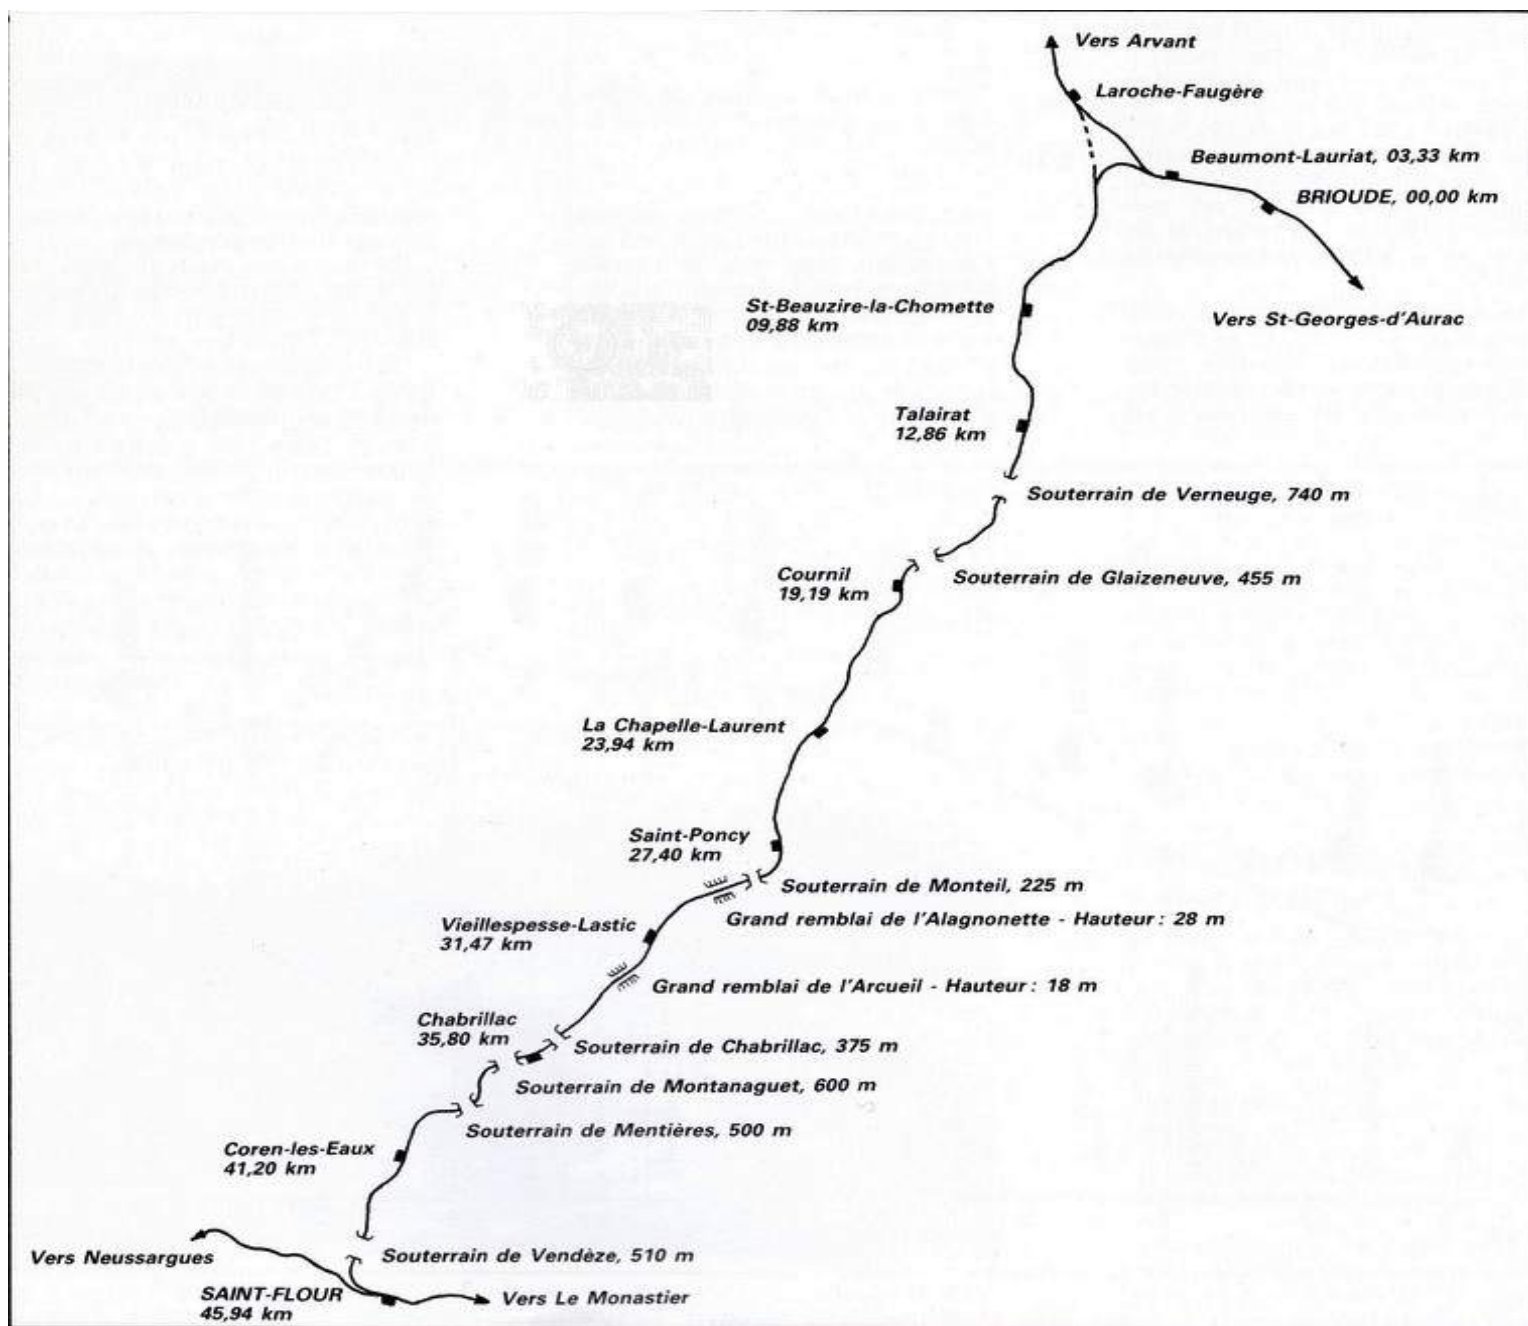 Vers Arvant
Laroche-Faugère
Beaumont-Lauriat, 03,33 km
BRIOUDE, 00,00 km
St-Beauzire-la-Chomette
09,88 km
Vers St-Georges-d'Aurac
Talairat
12,86 km
Souterrain de Verneuge, 740 m
Cournil
19,19 km
Souterrain de Glaizeneuve, 455 m
La Chapelle-Laurent
23,94 km
Saint-Poncy
27,40 km
Souterrain de Monteil, 225 m
Grand remblai de l'Alagnonette - Hauteur : 28 m
Vieillespesse-Lastic
31,47 km
Grand remblai de l'Arcueil - Hauteur : 18 m
Chabrillac
35,80 km
Souterrain de Chabrillac, 375 m
Souterrain de Montanaguet, 600 m
Souterrain de Mentières, 500 m
Coren-les-Eaux
41,20 km
Vers Neussargues
Souterrain de Vendèze, 510 m
SAINT-FLOUR
45,94 km
Vers Le Monastier